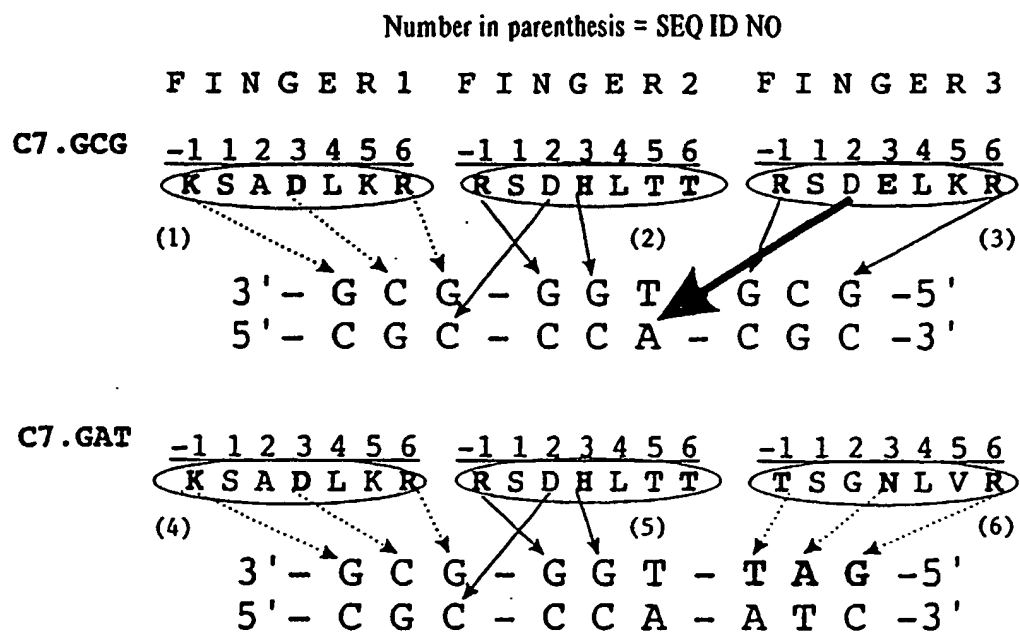 Number in parenthesis = SEQ ID NO
F I N G E R 1 F I N G E R 2 F I N G E R 3
C7.GCG -1 1 2 3 4 5 6 -1 1 2 3 4 5 6 -1 1 2 3 4 5 6
K S A D L K R R S D H L T T R S D E L K R
(1) (2) (3)
3'- G C G - G G T G C G -5'
5'- C G C - C C A - C G C -3'
C7.GAT -1 1 2 3 4 5 6 -1 1 2 3 4 5 6 -1 1 2 3 4 5 6
K S A D L K R R S D H L T T T S G N L V R
(4) (5) (6)
3'- G C G - G G T - T A G -5'
5'- C G C - C C A - A T C -3'